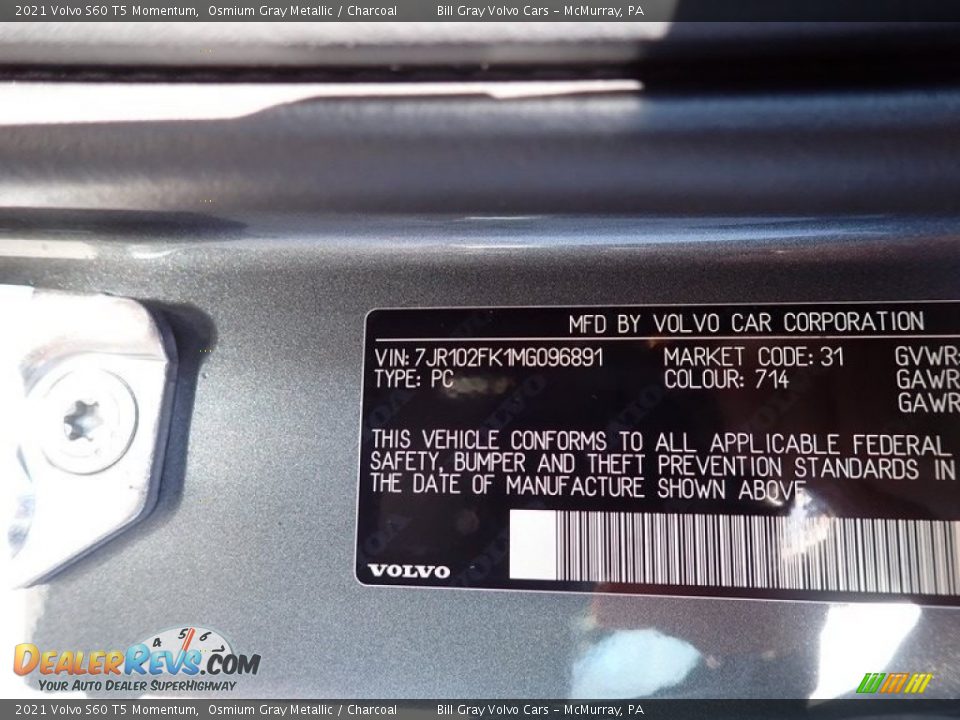 2021 Volvo S60 T5 Momentum, Osmium Gray Metallic / Charcoal Bill Gray Volvo Cars - McMurray, PA
MFD BY VOLVO CAR CORPORATION
VIN: 7JR102FK1MG096891 MARKET CODE: 31 GVWR:
TYPE: PC COLOUR: 714 GAWR
GAWR
THIS VEHICLE CONFORMS TO ALL APPLICABLE FEDERAL
SAFETY, BUMPER AND THEFT PREVENTION STANDARDS IN
THE DATE OF MANUFACTURE SHOWN ABOVE
VOLVO
4 5 6
DEALERREVS.COM
YOUR AUTO DEALER SUPERHIGHWAY
2021 Volvo S60 T5 Momentum, Osmium Gray Metallic / Charcoal Bill Gray Volvo Cars - McMurray, PA